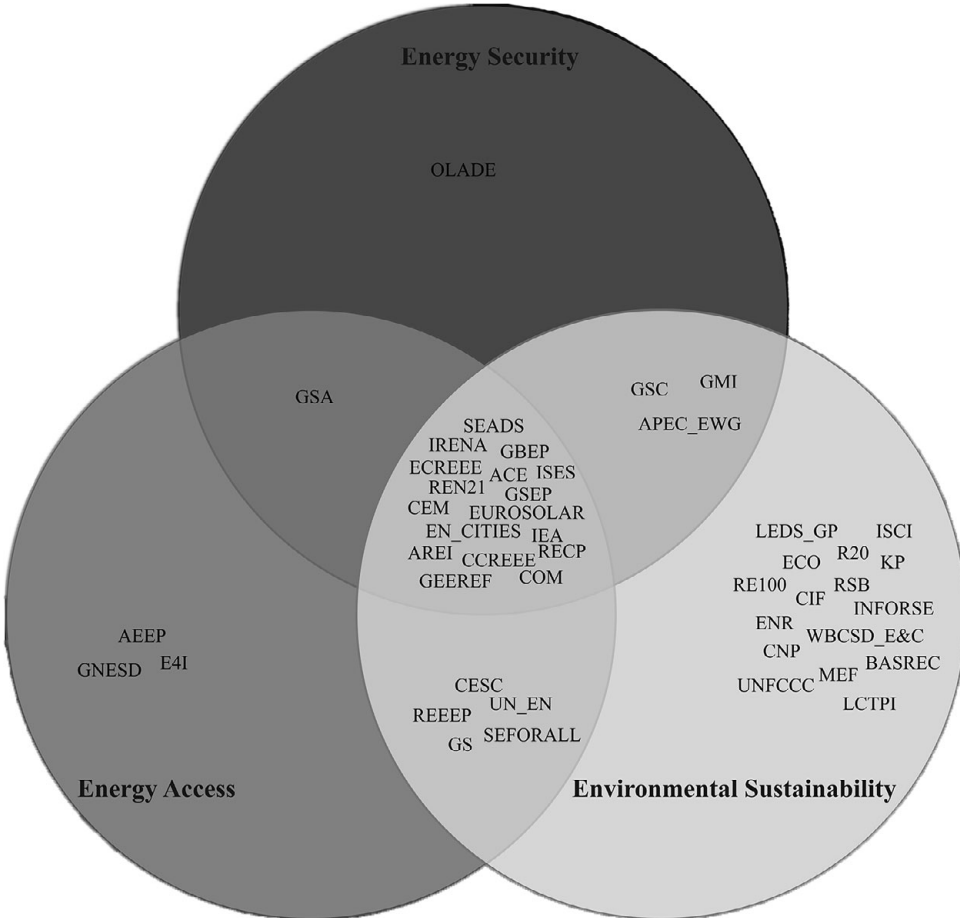 Energy Security
OLADE
GSA
GSC GMI
APEC_EWG
SEADS
IRENA GBEP
ECREEE ACE ISES
REN21 GSEP
CEM EUROSOLAR
EN_CITIES IEA
AREI CCREEE RECP
GEEREF COM
LEDS_GP ISCI
ECO R20 KP
RE100 CIF RSB
INFORSE
ENR WBCSD_E&C
CNP BASREC
UNFCCC MEF
LCTPI
AEEP
GNESD E4I
CESC
UN_EN
REEEP
GS SEFORALL
Energy Access
Environmental Sustainability